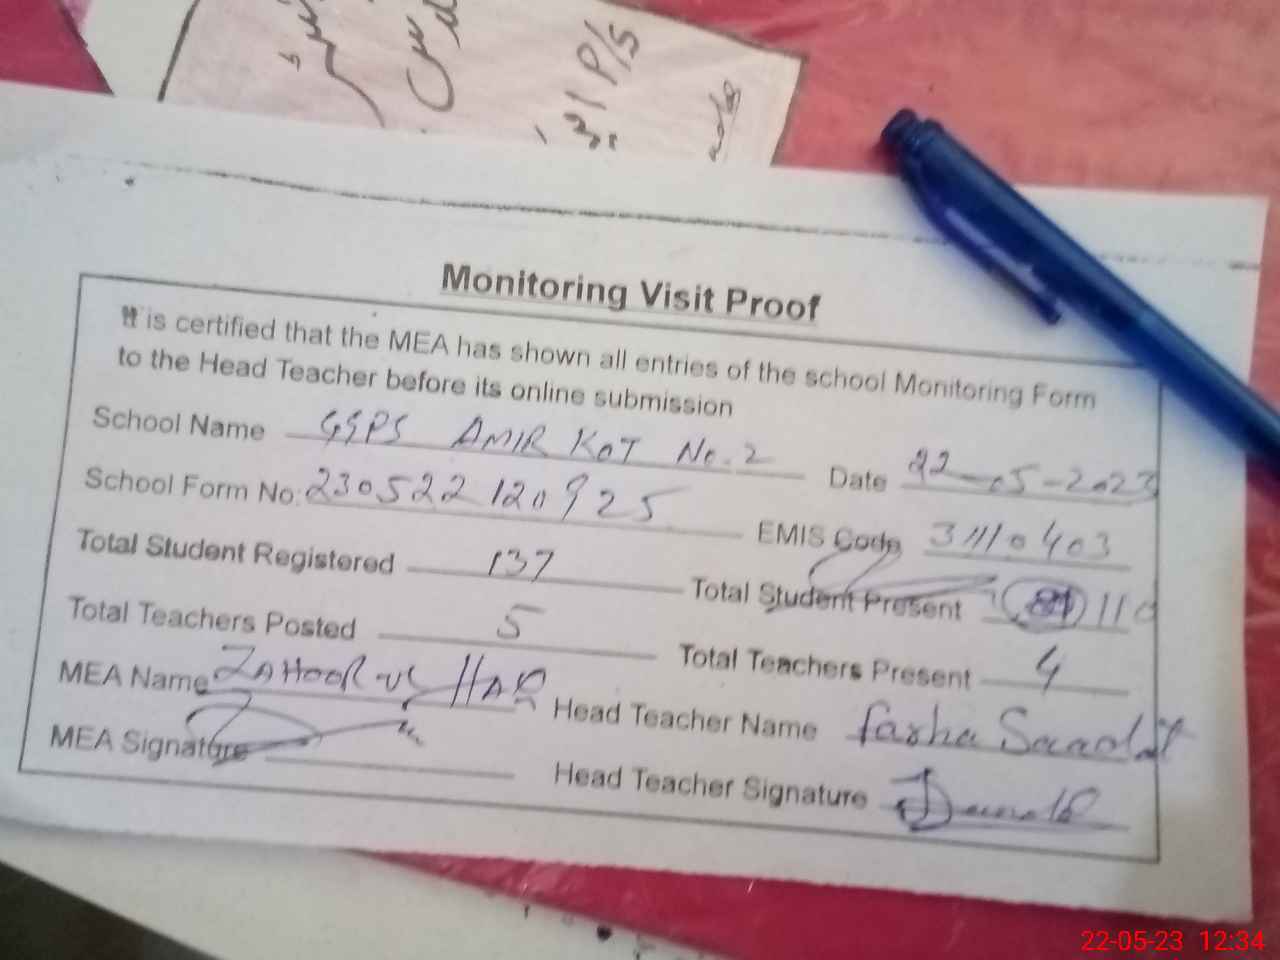 31 P/S
Monitoring Visit Proof
It is certified that the MEA has shown all entries of the school Monitoring Form
to the Head Teacher before its online submission
School Name GGPS AMIR KOT No. 2 Date 22-05-2023
School Form No: 230522120925 EMIS Code 31110403
Total Student Registered 137 Total Student Present 110
Total Teachers Posted 5 Total Teachers Present 4
MEA Name ZAHOOR-UL HAQ Head Teacher Name
MEA Signature Head Teacher Signature
22-05-23 12:34